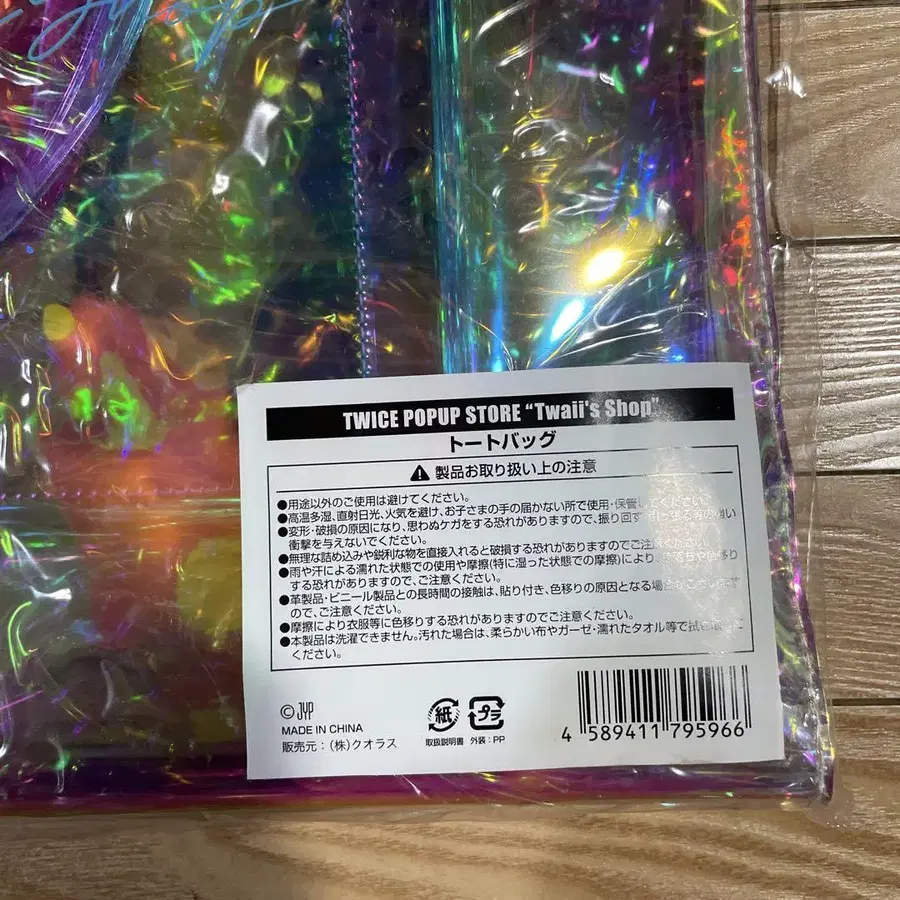 TWICE POPUP STORE “Twaii's Shop”
トートバッグ
製品お取り扱い上の注意
●用途以外のご使用は避けてください。
●高温多湿、直射日光、火気を避け、お子さまの手の届かない所で使用・保管してください。
●変形・破損の原因になり、思わぬケガをする恐れがありますので、振り回す 強い
衝撃を与えないでください。
●無理な詰め込みや鋭利な物を直接入れると破損する恐れがありますのでご注意ください。
●雨や汗による濡れた状態での使用や摩擦(特に湿った状態での摩擦)により、 移り
する恐れがありますので、ご注意ください。
●革製品・ビニール製品との長時間の接触は、貼り付き、色移りの原因となる場合がございます
ので、ご注意ください。
●摩擦により衣服等に色移りする恐れがありますのでご注意ください。
●本製品は洗濯できません。汚れた場合は、柔らかい布やガーゼ・濡れたタオル等で拭
ください。
© JYP
MADE IN CHINA
販売元：(株)クオラス
紙
取扱説明書
プラ
外装：PP
4 589411 795966